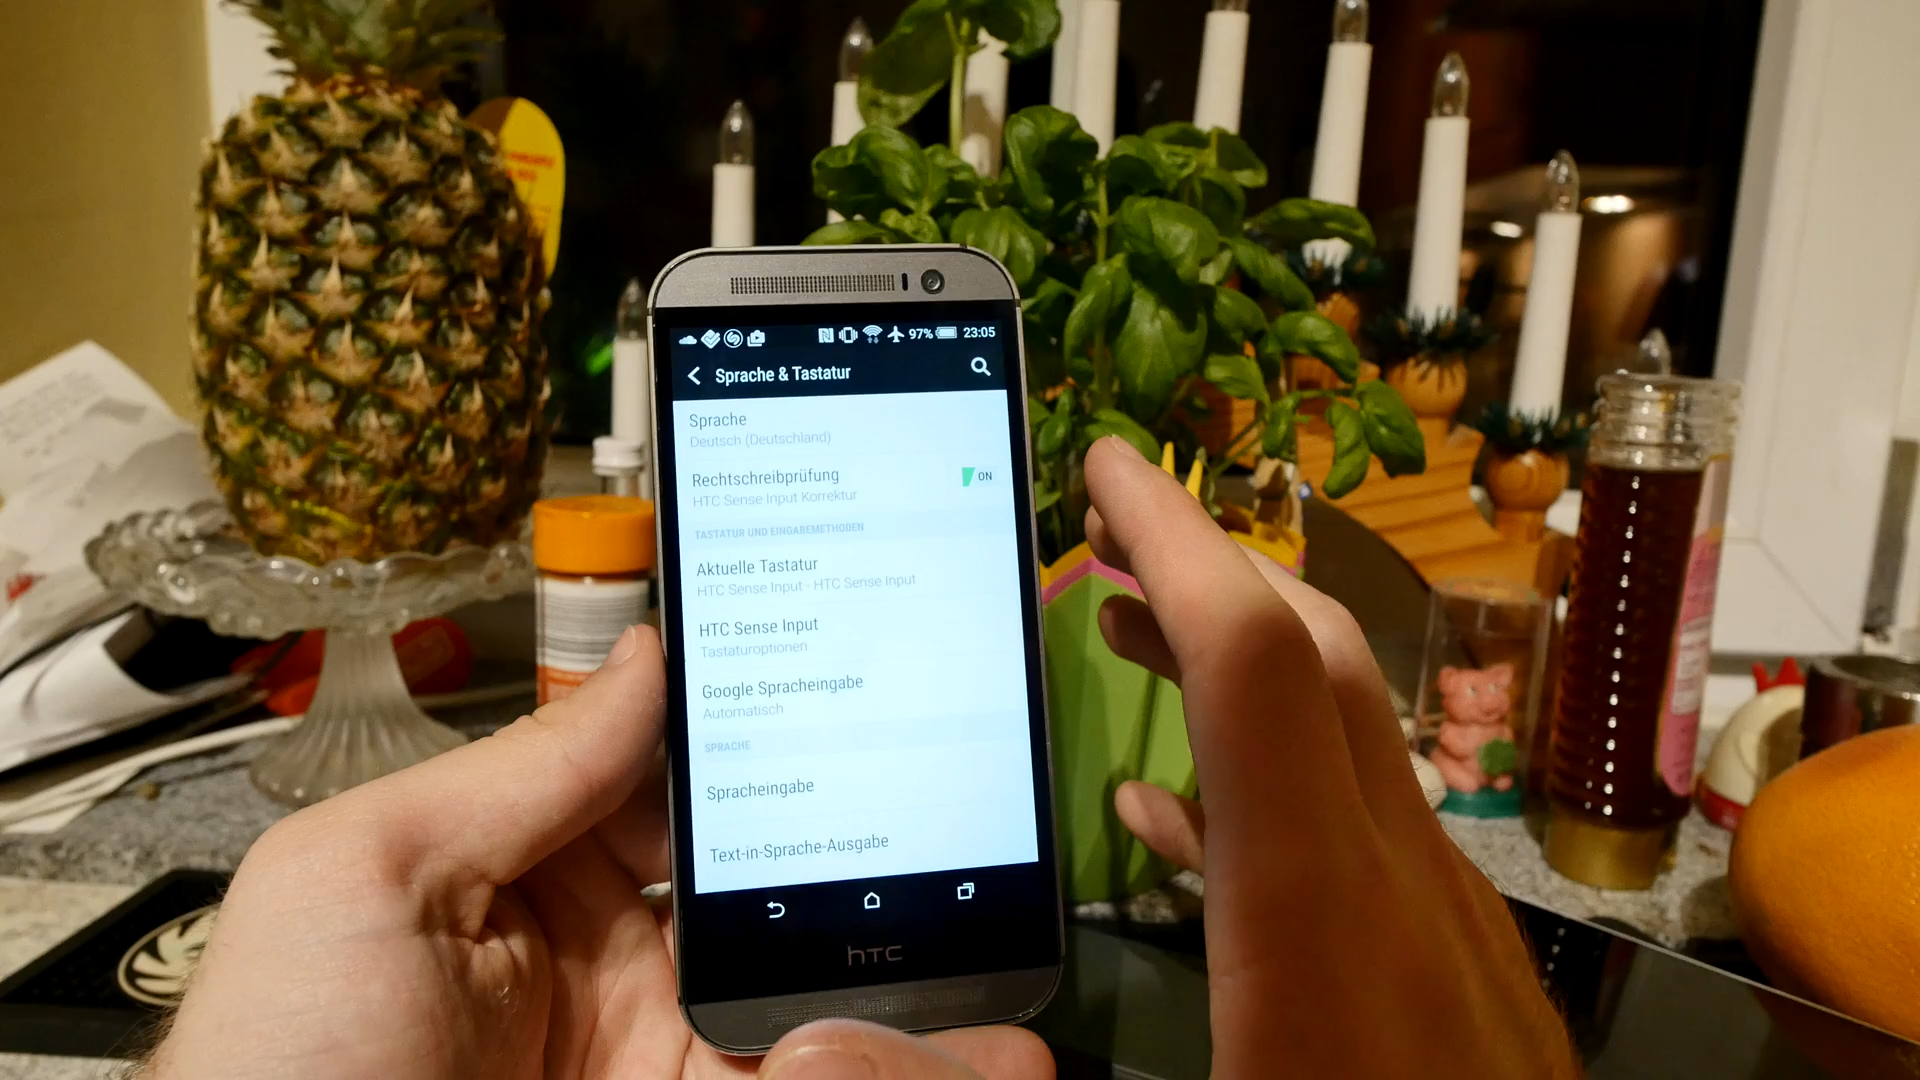 97% 23:05
Sprache & Tastatur
Sprache
Deutsch (Deutschland)
Rechtschreibprüfung
HTC Sense Input Korrektur
ON
TASTATUR UND EINGABEMETHODEN
Aktuelle Tastatur
HTC Sense Input - HTC Sense Input
HTC Sense Input
Tastaturoptionen
Google Spracheingabe
Automatisch
SPRACHE
Spracheingabe
Text-in-Sprache-Ausgabe
hTC